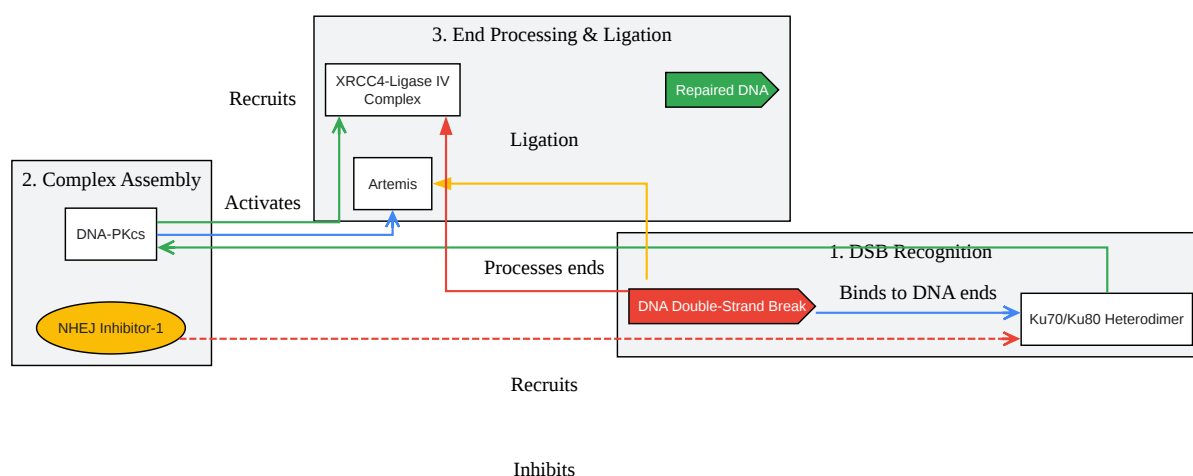 3. End Processing & Ligation
XRCC4-Ligase IV
Complex
Repaired DNA
Recruits
Ligation
2. Complex Assembly
Artemis
Activates
DNA-PKcs
1. DSB Recognition
Processes ends
Binds to DNA ends
DNA Double-Strand Break
Ku70/Ku80 Heterodimer
NHEJ Inhibitor-1
Recruits
Inhibits